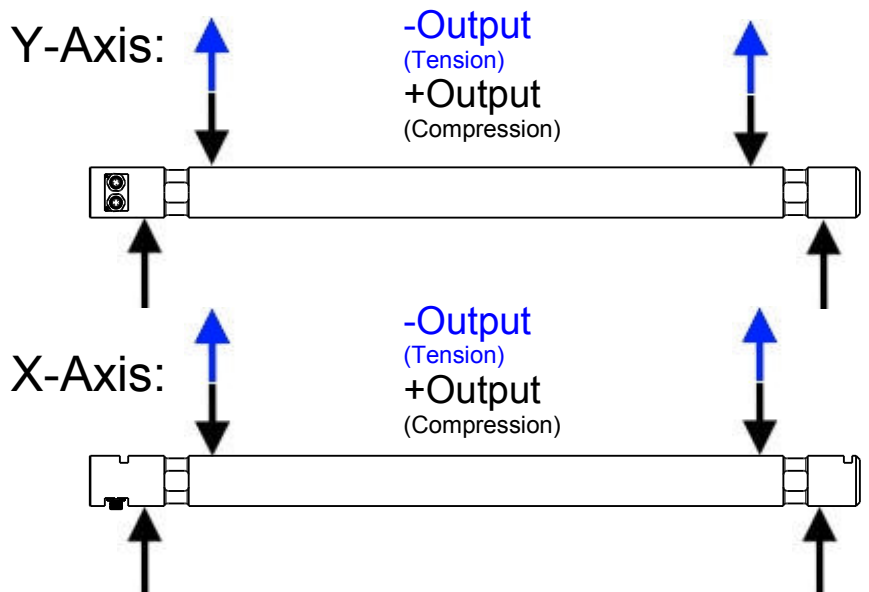 Y-Axis:
-Output
(Tension)
+Output
(Compression)
X-Axis:
-Output
(Tension)
+Output
(Compression)